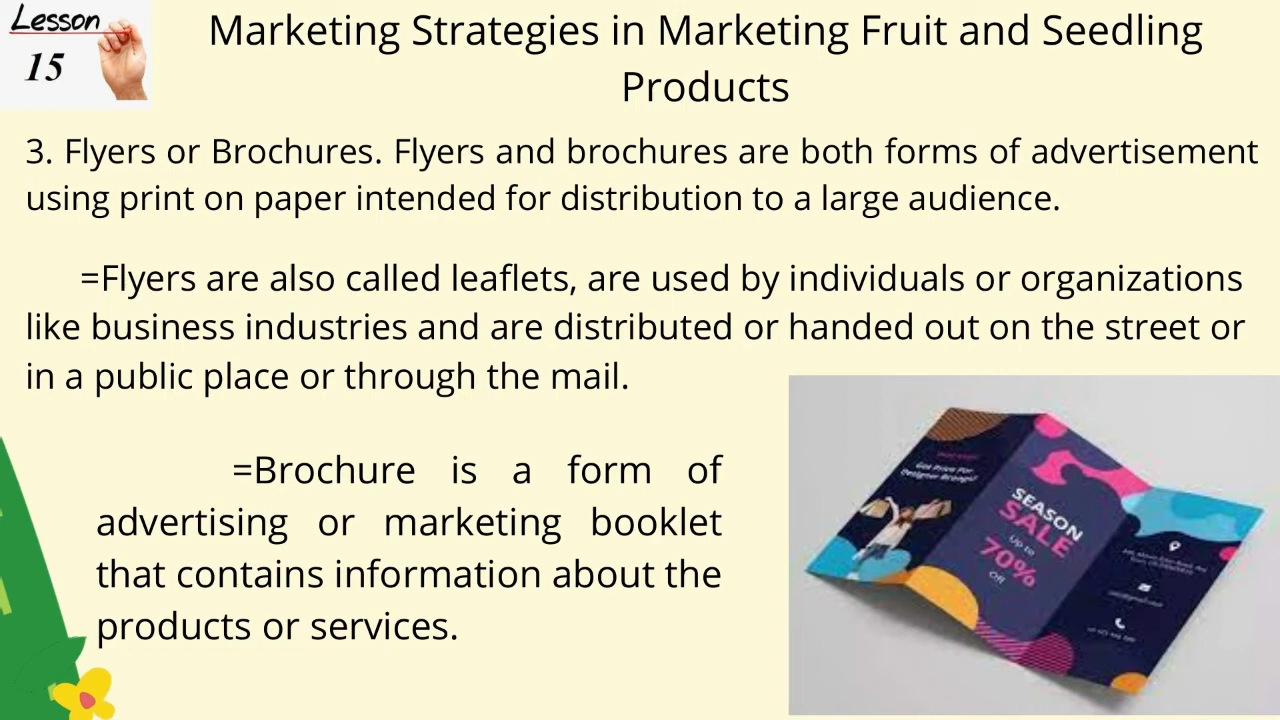 Lesson
15
Marketing Strategies in Marketing Fruit and Seedling
Products
3. Flyers or Brochures. Flyers and brochures are both forms of advertisement
using print on paper intended for distribution to a large audience.
=Flyers are also called leaflets, are used by individuals or organizations
like business industries and are distributed or handed out on the street or
in a public place or through the mail.
=Brochure is a form of
advertising or marketing booklet
that contains information about the
products or services.
SEASON
SALE
Up to
70%